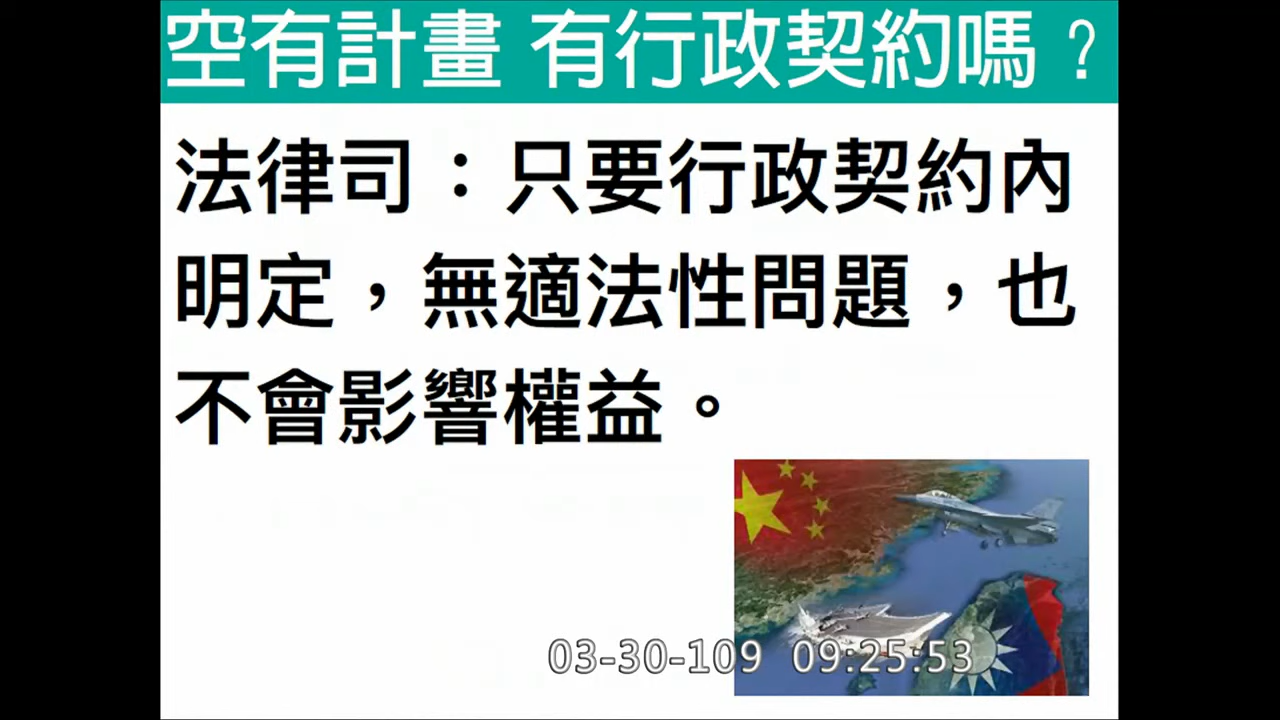 空有計畫 有行政契約嗎？
法律司：只要行政契約內
明定，無適法性問題，也
不會影響權益。
03-30-109 09:25:53